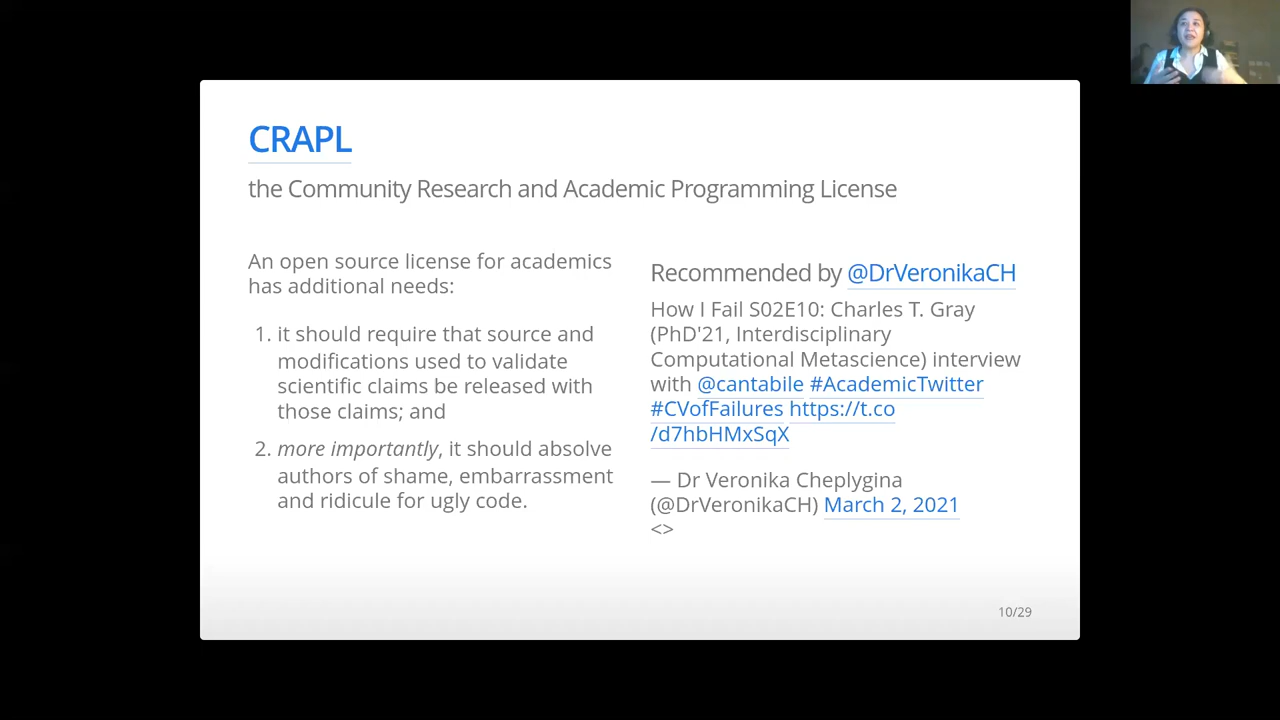 CRAPL
the Community Research and Academic Programming License
An open source license for academics
has additional needs:
1. it should require that source and
modifications used to validate
scientific claims be released with
those claims; and
2. more importantly, it should absolve
authors of shame, embarrassment
and ridicule for ugly code.
Recommended by @DrVeronikaCH
How I Fail S02E10: Charles T. Gray
(PhD'21, Interdisciplinary
Computational Metascience) interview
with @cantabile #AcademicTwitter
#CVofFailures https://t.co
/d7hbHMxSqX
— Dr Veronika Cheplygina
(@DrVeronikaCH) March 2, 2021
<>
10/29